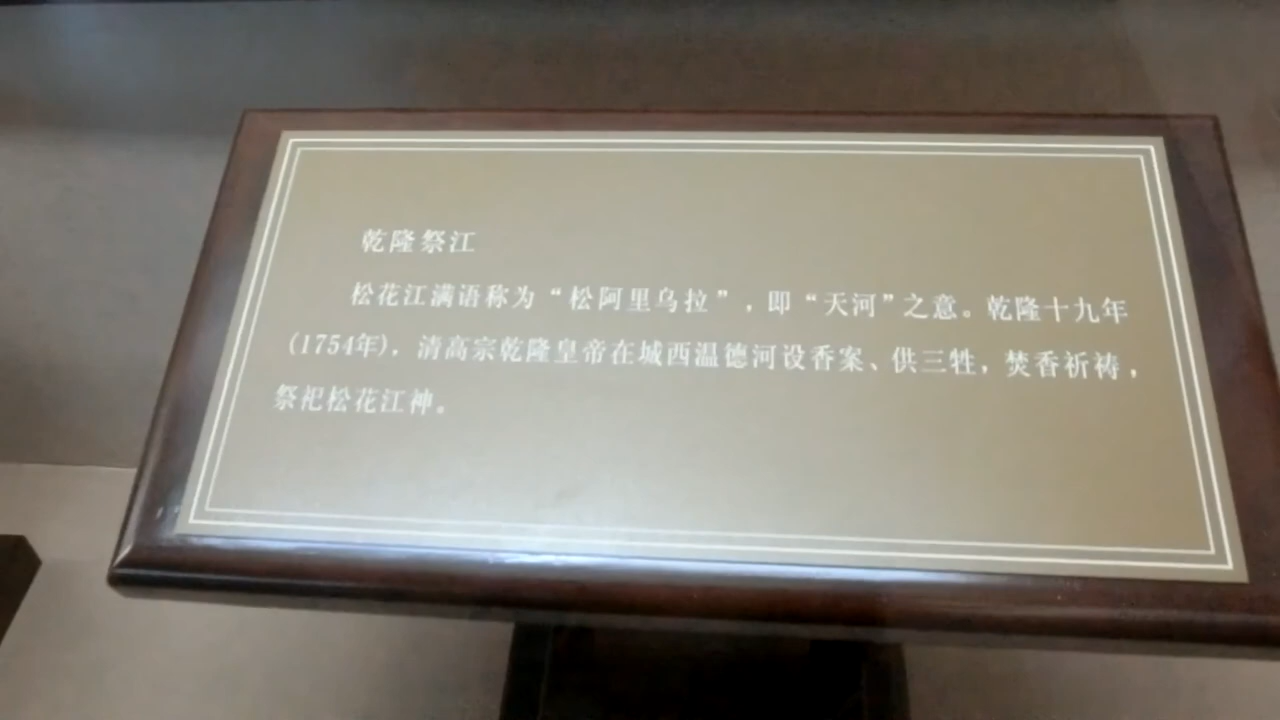 乾隆祭江
松花江满语称为“松阿里乌拉”,即“天河”之意。乾隆十九年
(1754年),清高宗乾隆皇帝在城西温德河设香案、供三牲,焚香祈祷,
祭祀松花江神。